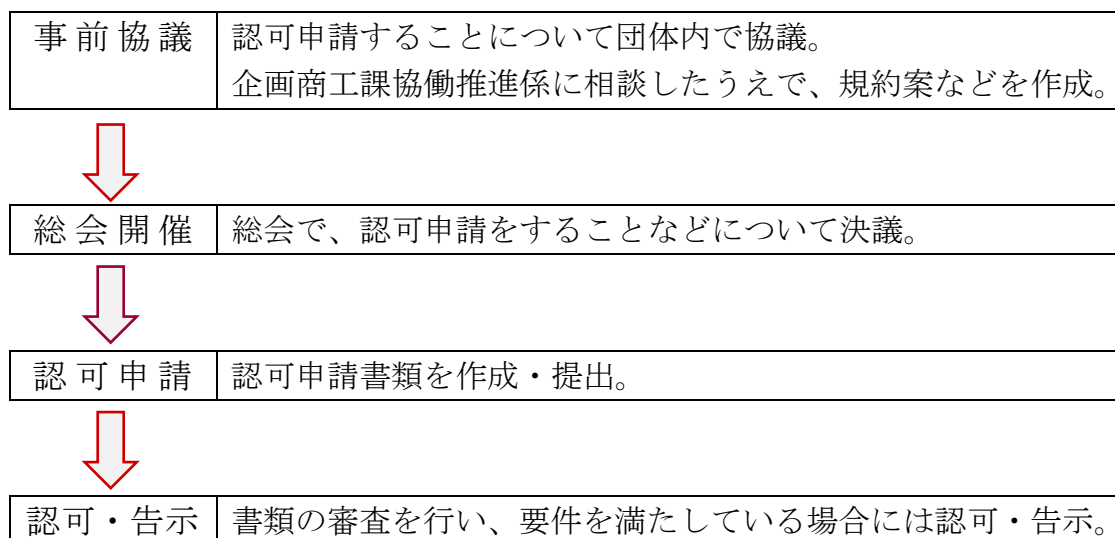 事前協議 認可申請することについて団体内で協議。
企画商工課協働推進係に相談したうえで、規約案などを作成。
総会開催 総会で、認可申請をすることなどについて決議。
認可申請 認可申請書類を作成・提出。
認可・告示 書類の審査を行い、要件を満たしている場合には認可・告示。